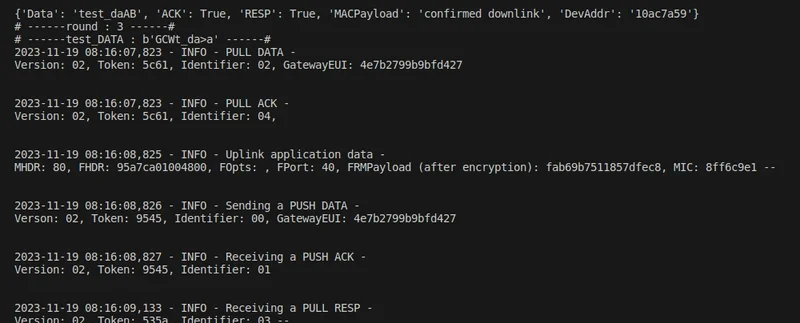 {'Data': 'test_daAB', 'ACK': True, 'RESP': True, 'MACPayload': 'confirmed downlink', 'DevAddr': '10ac7a59'}
# ------round : 3 ------#
# ------test_DATA : b'GCWt_da>a' ------#
2023-11-19 08:16:07,823 - INFO - PULL DATA -
Version: 02, Token: 5c61, Identifier: 02, GatewayEUI: 4e7b2799b9bfd427
2023-11-19 08:16:07,823 - INFO - PULL ACK -
Version: 02, Token: 5c61, Identifier: 04,
2023-11-19 08:16:08,825 - INFO - Uplink application data -
MHDR: 80, FHDR: 95a7ca01004800, FOpts: , FPort: 40, FRMPayload (after encryption): fab69b7511857dfec8, MIC: 8ff6c9e1 --
2023-11-19 08:16:08,826 - INFO - Sending a PUSH DATA -
Verson: 02, Token: 9545, Identifier: 00, GatewayEUI: 4e7b2799b9bfd427
2023-11-19 08:16:08,827 - INFO - Receiving a PUSH ACK -
Version: 02, Token: 9545, Identifier: 01
2023-11-19 08:16:09,133 - INFO - Receiving a PULL RESP -
Version: 02, Token: 535a, Identifier: 03 --